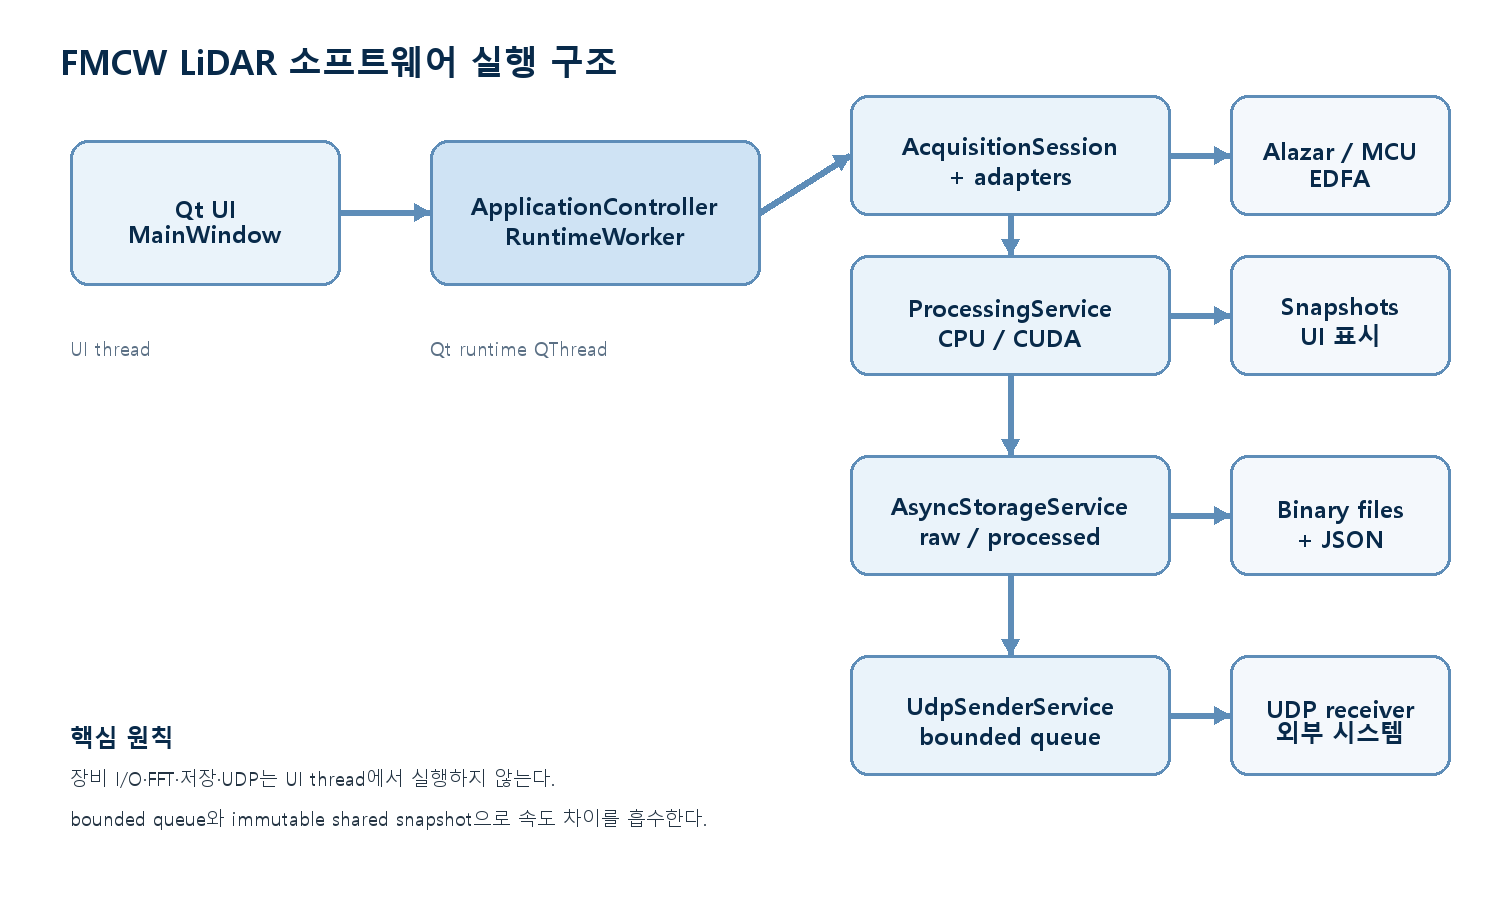 FMCW LiDAR 소프트웨어 실행 구조
Qt UI
MainWindow
UI thread
ApplicationController
RuntimeWorker
Qt runtime QThread
AcquisitionSession
+ adapters
Alazar / MCU
EDFA
ProcessingService
CPU / CUDA
Snapshots
UI 표시
AsyncStorageService
raw / processed
Binary files
+ JSON
UdpSenderService
bounded queue
UDP receiver
외부 시스템
핵심 원칙
장비 I/O·FFT·저장·UDP는 UI thread에서 실행하지 않는다.
bounded queue와 immutable shared snapshot으로 속도 차이를 흡수한다.